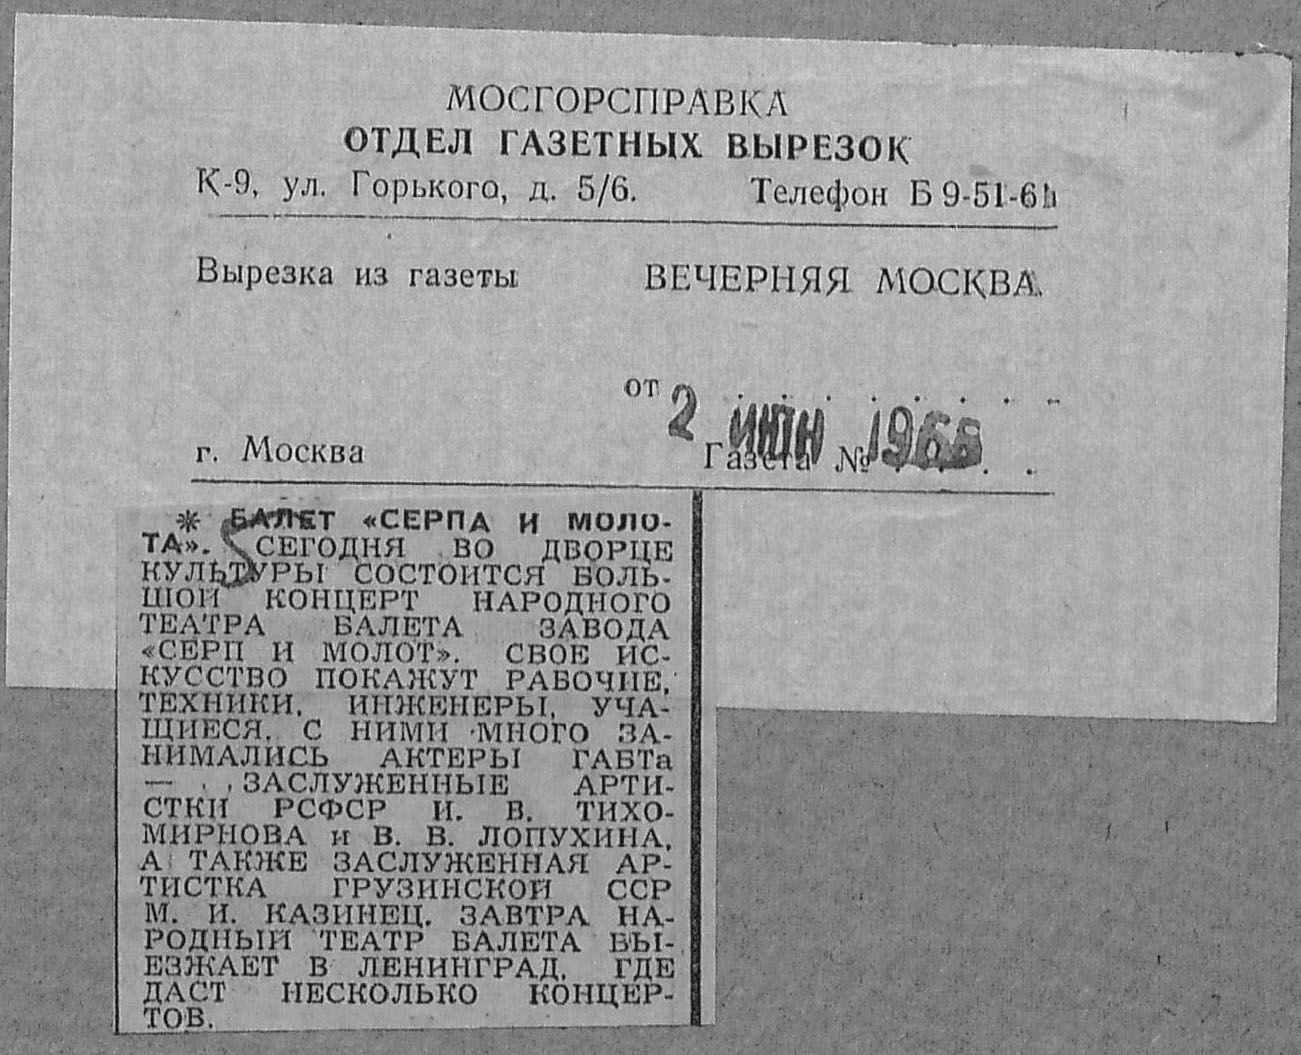 МОСГОРСПРАВКА
ОТДЕЛ ГАЗЕТНЫХ ВЫРЕЗОК
К-9, ул. Горького, д. 5/6. Телефон Б 9-51-61
Вырезка из газеты ВЕЧЕРНЯЯ МОСКВА.
от 2 ИЮН 1966
г. Москва Газета №
* БАЛЕТ «СЕРПА И МОЛО-
ТА». СЕГОДНЯ ВО ДВОРЦЕ
КУЛЬТУРЫ СОСТОИТСЯ БОЛЬ-
ШОЙ КОНЦЕРТ НАРОДНОГО
ТЕАТРА БАЛЕТА ЗАВОДА
«СЕРП И МОЛОТ». СВОЕ ИС-
КУССТВО ПОКАЖУТ РАБОЧИЕ,
ТЕХНИКИ, ИНЖЕНЕРЫ, УЧА-
ЩИЕСЯ. С НИМИ МНОГО ЗА-
НИМАЛИСЬ АКТЕРЫ ГАБТа
— ЗАСЛУЖЕННЫЕ АРТИ-
СТКИ РСФСР И. В. ТИХО-
МИРНОВА и В. В. ЛОПУХИНА,
А ТАКЖЕ ЗАСЛУЖЕННАЯ АР-
ТИСТКА ГРУЗИНСКОЙ ССР
М. И. КАЗИНЕЦ. ЗАВТРА НА-
РОДНЫЙ ТЕАТР БАЛЕТА ВЫ-
ЕЗЖАЕТ В ЛЕНИНГРАД, ГДЕ
ДАСТ НЕСКОЛЬКО КОНЦЕР-
ТОВ.